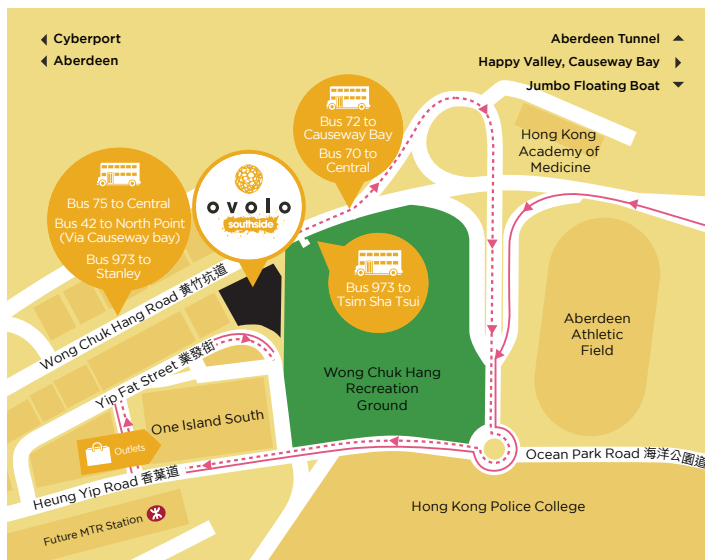 Cyberport
Aberdeen
Aberdeen Tunnel
Happy Valley, Causeway Bay
Jumbo Floating Boat
Bus 72 to
Causeway Bay
Bus 70 to
Central
Hong Kong
Academy of
Medicine
Bus 75 to Central
Bus 42 to North Point
(Via Causeway bay)
Bus 973 to
Stanley
ovolo
southside
Bus 973 to
Tsim Sha Tsui
Wong Chuk Hang Road 黄竹坑道
Aberdeen
Athletic
Field
Yip Fat Street 業發街
Wong Chuk Hang
Recreation
Ground
One Island South
Outlets
Ocean Park Road 海洋公園道
Heung Yip Road 香葉道
Hong Kong Police College
Future MTR Station